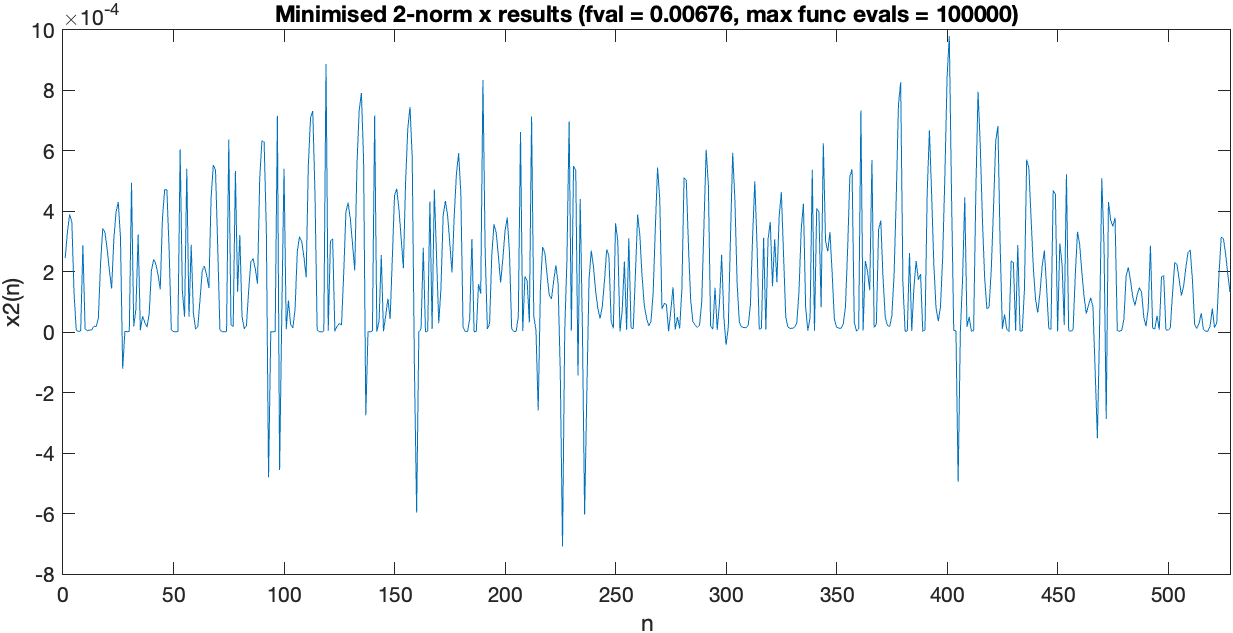 Minimised 2-norm x results (fval = 0.00676, max func evals = 100000)
×10⁻⁴
10
8
6
4
2
0
-2
-4
-6
-8
x2(n)
0 50 100 150 200 250 300 350 400 450 500
n